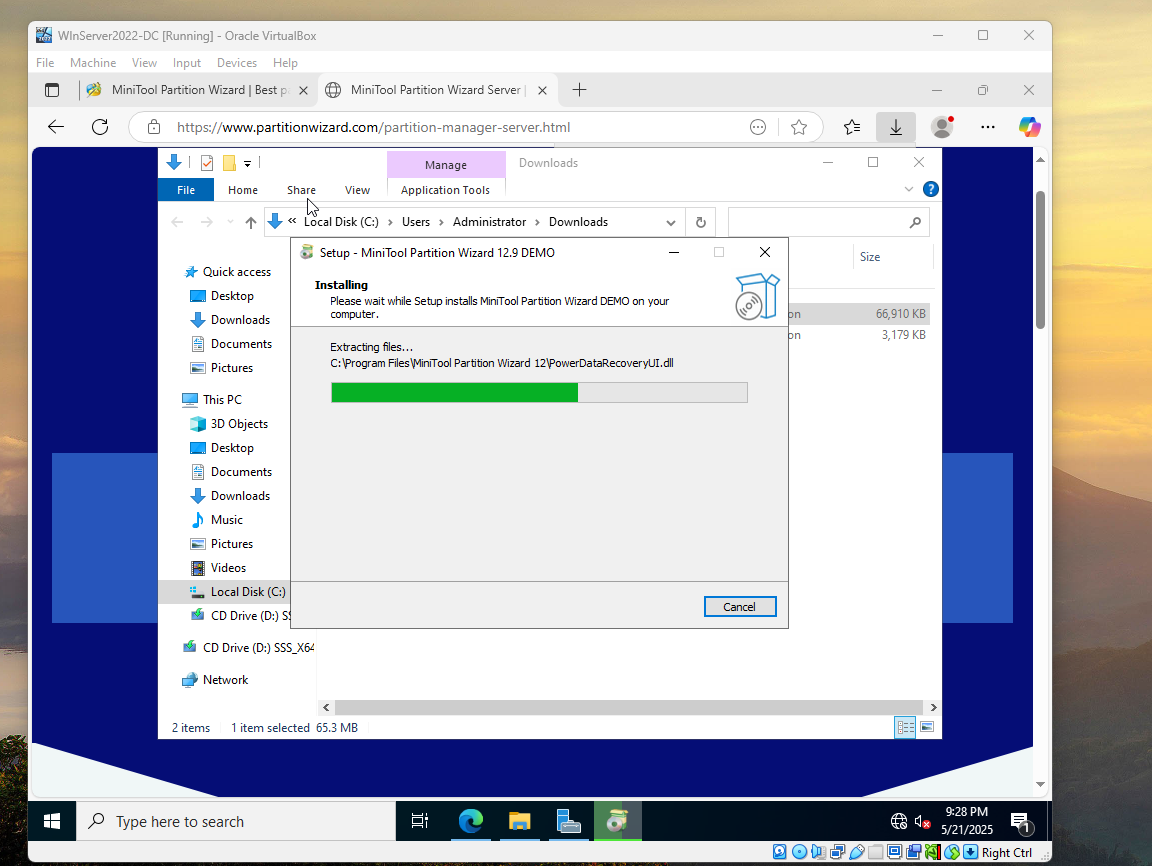 WInServer2022-DC [Running] - Oracle VirtualBox
File Machine View Input Devices Help
MiniTool Partition Wizard | Best p
MiniTool Partition Wizard Server |
https://www.partitionwizard.com/partition-manager-server.html
Manage
Downloads
File Home Share View Application Tools
« Local Disk (C:) › Users › Administrator › Downloads
Setup - MiniTool Partition Wizard 12.9 DEMO
Size
Installing
Please wait while Setup installs MiniTool Partition Wizard DEMO on your
computer.
on 66,910 KB
on 3,179 KB
Extracting files...
C:\Program Files\MiniTool Partition Wizard 12\PowerDataRecoveryUI.dll
Cancel
Quick access
Desktop
Downloads
Documents
Pictures
This PC
3D Objects
Desktop
Documents
Downloads
Music
Pictures
Videos
Local Disk (C:)
CD Drive (D:) SS
CD Drive (D:) SSS_X64
Network
2 items 1 item selected 65.3 MB
Type here to search
9:28 PM
5/21/2025
1
Right Ctrl